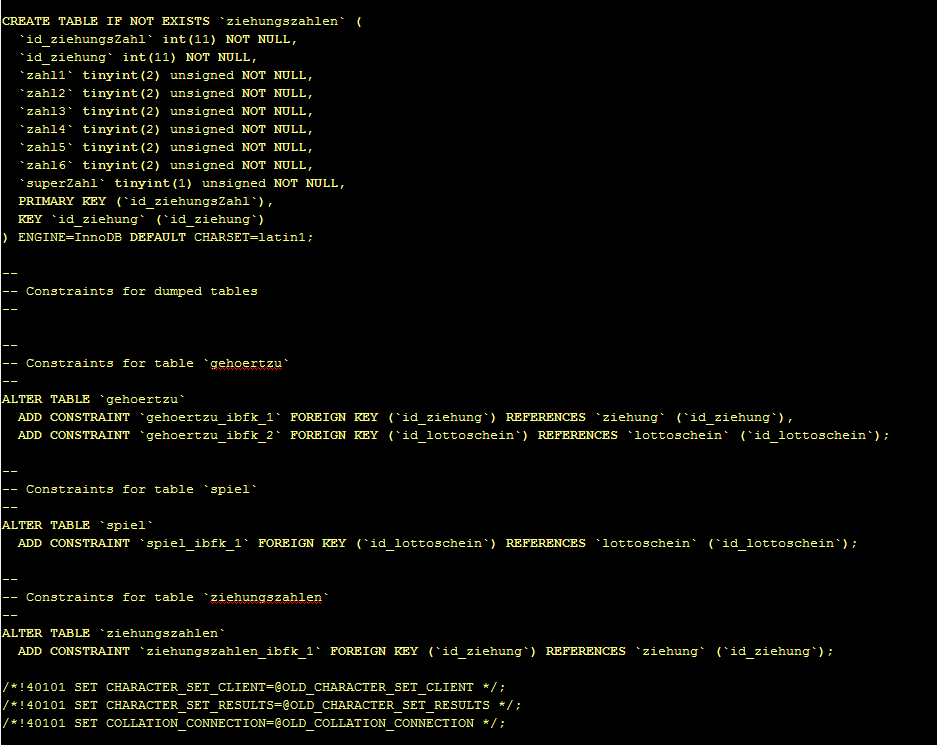 CREATE TABLE IF NOT EXISTS `ziehungszahlen` (
  `id_ziehungsZahl` int(11) NOT NULL,
  `id_ziehung` int(11) NOT NULL,
  `zahl1` tinyint(2) unsigned NOT NULL,
  `zahl2` tinyint(2) unsigned NOT NULL,
  `zahl3` tinyint(2) unsigned NOT NULL,
  `zahl4` tinyint(2) unsigned NOT NULL,
  `zahl5` tinyint(2) unsigned NOT NULL,
  `zahl6` tinyint(2) unsigned NOT NULL,
  `superZahl` tinyint(1) unsigned NOT NULL,
  PRIMARY KEY (`id_ziehungsZahl`),
  KEY `id_ziehung` (`id_ziehung`)
) ENGINE=InnoDB DEFAULT CHARSET=latin1;
--
-- Constraints for dumped tables
--
--
-- Constraints for table `gehoertzu`
--
ALTER TABLE `gehoertzu`
  ADD CONSTRAINT `gehoertzu_ibfk_1` FOREIGN KEY (`id_ziehung`) REFERENCES `ziehung` (`id_ziehung`),
  ADD CONSTRAINT `gehoertzu_ibfk_2` FOREIGN KEY (`id_lottoschein`) REFERENCES `lottoschein` (`id_lottoschein`);
--
-- Constraints for table `spiel`
--
ALTER TABLE `spiel`
  ADD CONSTRAINT `spiel_ibfk_1` FOREIGN KEY (`id_lottoschein`) REFERENCES `lottoschein` (`id_lottoschein`);
--
-- Constraints for table `ziehungszahlen`
--
ALTER TABLE `ziehungszahlen`
  ADD CONSTRAINT `ziehungszahlen_ibfk_1` FOREIGN KEY (`id_ziehung`) REFERENCES `ziehung` (`id_ziehung`);
/*!40101 SET CHARACTER_SET_CLIENT=@OLD_CHARACTER_SET_CLIENT */;
/*!40101 SET CHARACTER_SET_RESULTS=@OLD_CHARACTER_SET_RESULTS */;
/*!40101 SET COLLATION_CONNECTION=@OLD_COLLATION_CONNECTION */;